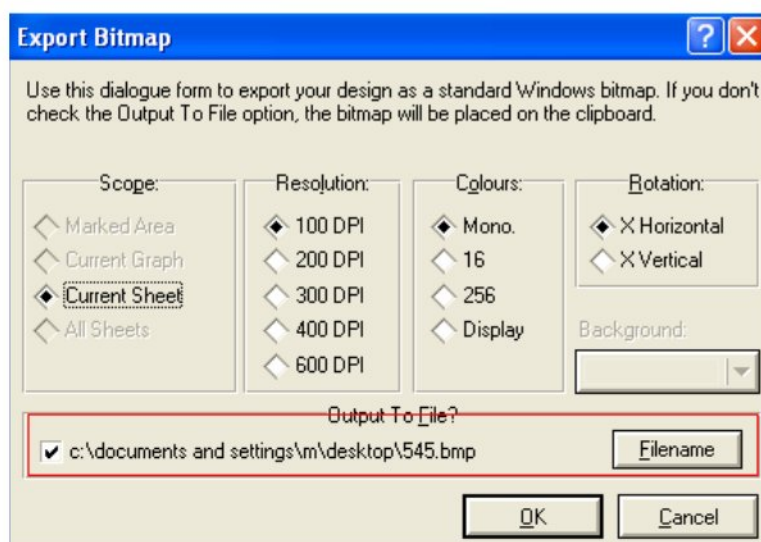 Export Bitmap
Use this dialogue form to export your design as a standard Windows bitmap. If you don't
check the Output To File option, the bitmap will be placed on the clipboard.
Scope:
Marked Area
Current Graph
Current Sheet
All Sheets
Resolution:
100 DPI
200 DPI
300 DPI
400 DPI
600 DPI
Colours:
Mono.
16
256
Display
Rotation:
X Horizontal
X Vertical
Background:
Output To File?
c:\documents and settings\m\desktop\545.bmp
Filename
OK
Cancel